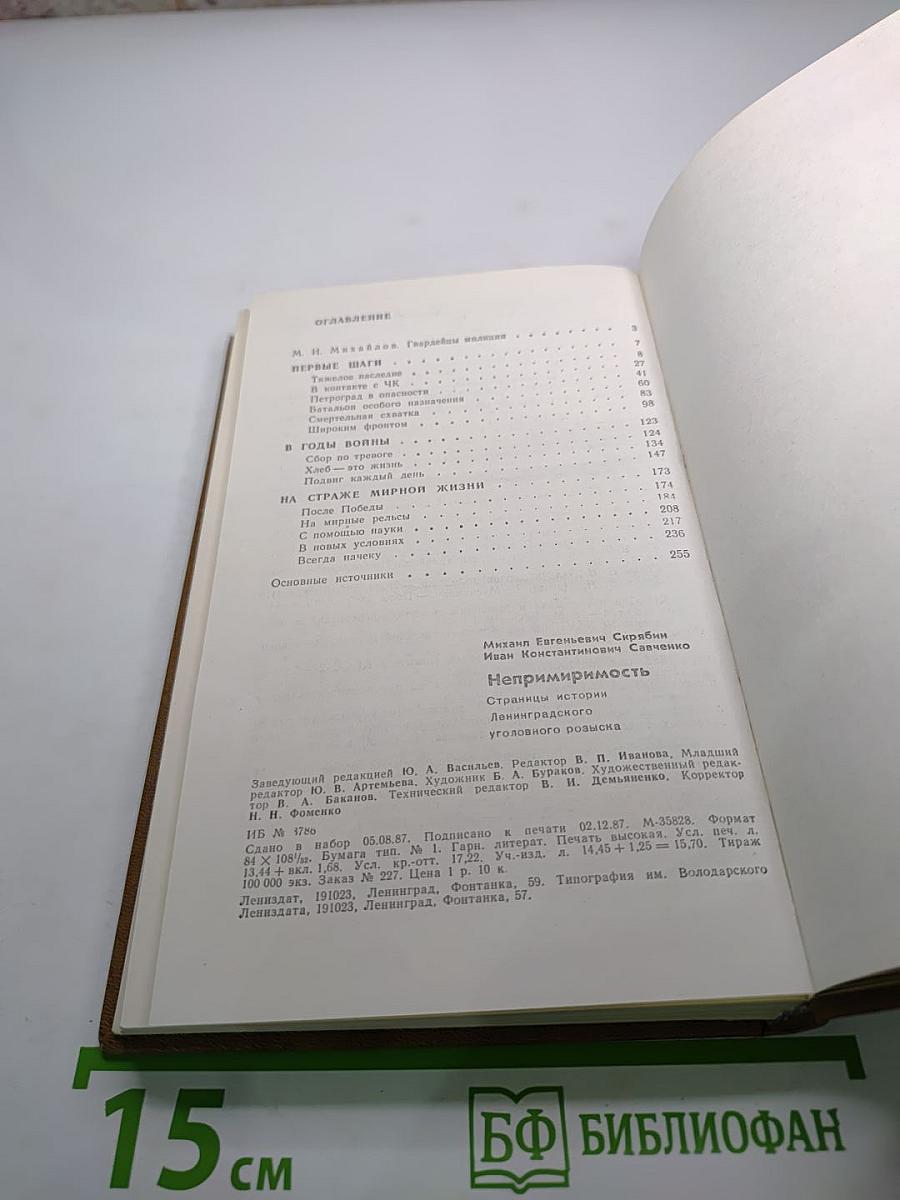 ОГЛАВЛЕНИЕ
М. И. Михайлов. Гвардейцы милиции . . . . . . . 3
ПЕРВЫЕ ШАГИ . . . . . . . . . . . 7
Тяжелое наследие . . . . . . . . . . 8
В контакте с ЧК . . . . . . . . . . 27
Петроград в опасности . . . . . . . . . 41
Батальон особого назначения . . . . . . . . 60
Смертельная схватка . . . . . . . . . 83
Широким фронтом . . . . . . . . . . 98
В ГОДЫ ВОЙНЫ . . . . . . . . . . . 123
Сбор по тревоге . . . . . . . . . . 124
Хлеб — это жизнь . . . . . . . . . . 134
Подвиг каждый день . . . . . . . . . 147
НА СТРАЖЕ МИРНОЙ ЖИЗНИ . . . . . . . . 173
После Победы . . . . . . . . . . . 174
На мирные рельсы . . . . . . . . . . 184
С помощью науки . . . . . . . . . . 208
В новых условиях . . . . . . . . . . 217
Всегда начеку . . . . . . . . . . . 236
Основные источники . . . . . . . . . . 255
Михаил Евгеньевич Скрябин
Иван Константинович Савченко
Непримиримость
Страницы истории
Ленинградского
уголовного розыска
Заведующий редакцией Ю. А. Васильев. Редактор В. П. Иванова. Младший
редактор Ю. В. Артемьева. Художник Б. А. Бураков. Художественный редак-
тор В. А. Баканов. Технический редактор В. И. Демьяненко. Корректор
Н. Н. Фоменко
ИБ № 3786
Сдано в набор 05.08.87. Подписано к печати 02.12.87. М-35828. Формат
84 × 108¹/₃₂. Бумага тип. № 1. Гарн. литерат. Печать высокая. Усл. печ. л.
13,44 + вкл. 1,68. Усл. кр.-отт. 17,22. Уч.-изд. л. 14,45 + 1,25 = 15,70. Тираж
100 000 экз. Заказ № 227. Цена 1 р. 10 к.
Лениздат, 191023, Ленинград, Фонтанка, 59. Типография им. Володарского
Лениздата, 191023, Ленинград, Фонтанка, 57.
15 см
БФ БИБЛИОФАН